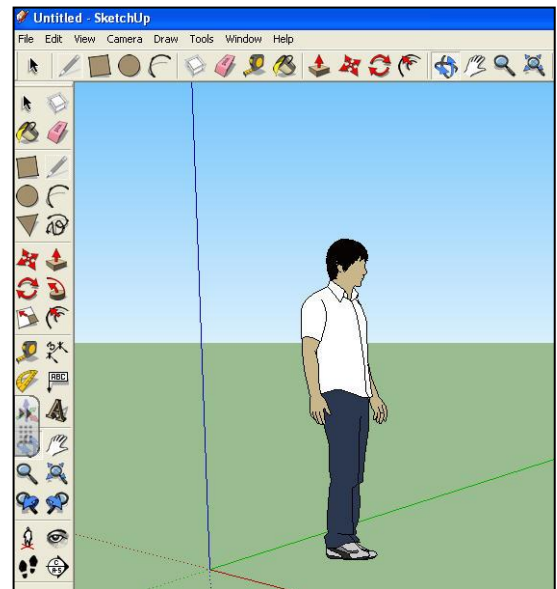 Untitled - SketchUp
File Edit View Camera Draw Tools Window Help
ABC
A